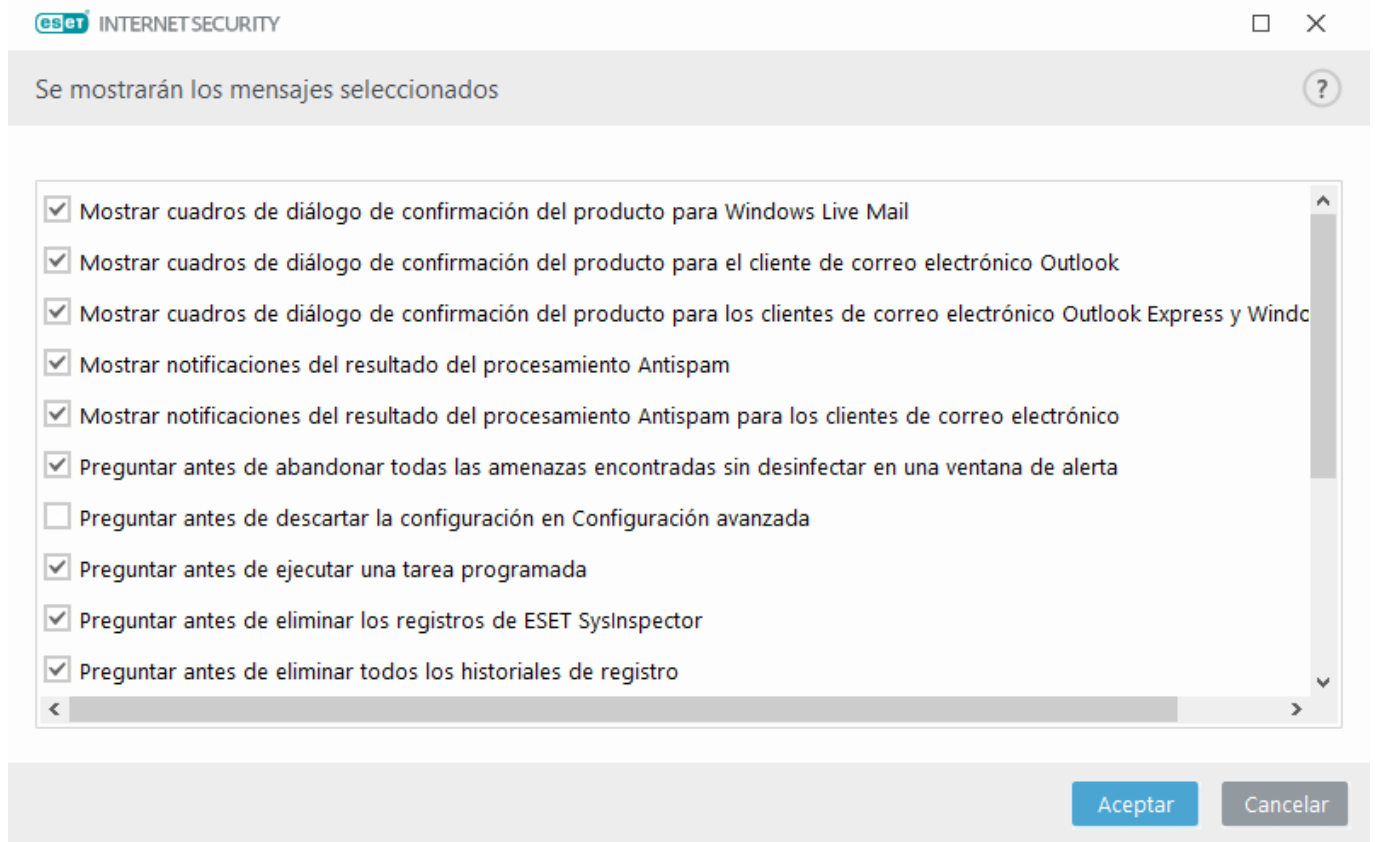 eset INTERNET SECURITY
Se mostrarán los mensajes seleccionados
?
Mostrar cuadros de diálogo de confirmación del producto para Windows Live Mail
Mostrar cuadros de diálogo de confirmación del producto para el cliente de correo electrónico Outlook
Mostrar cuadros de diálogo de confirmación del producto para los clientes de correo electrónico Outlook Express y Windo
Mostrar notificaciones del resultado del procesamiento Antispam
Mostrar notificaciones del resultado del procesamiento Antispam para los clientes de correo electrónico
Preguntar antes de abandonar todas las amenazas encontradas sin desinfectar en una ventana de alerta
Preguntar antes de descartar la configuración en Configuración avanzada
Preguntar antes de ejecutar una tarea programada
Preguntar antes de eliminar los registros de ESET SysInspector
Preguntar antes de eliminar todos los historiales de registro
Aceptar Cancelar